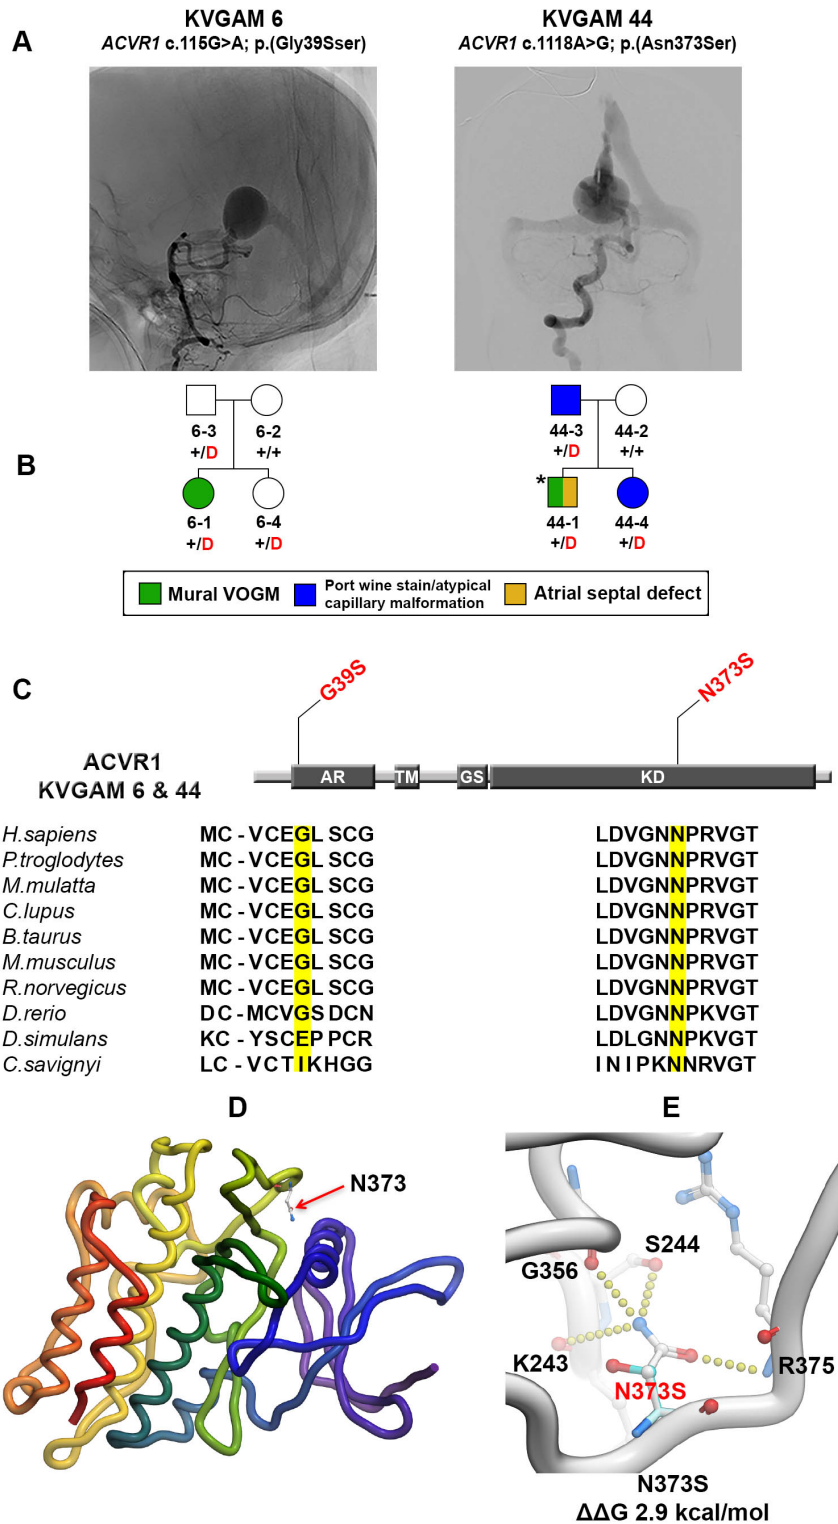 KVGAM 6
ACVR1 c.115G>A; p.(Gly39Sser)
KVGAM 44
ACVR1 c.1118A>G; p.(Asn373Ser)
A
B
6-3
+/D
6-2
+/+
44-3
+/D
44-2
+/+
6-1
+/D
6-4
+/D
*
44-1
+/D
44-4
+/D
Mural VOGM
Port wine stain/atypical
capillary malformation
Atrial septal defect
C
G39S
N373S
ACVR1
KVGAM 6 & 44
AR TM GS KD
H.sapiens MC - VCEGL SCG LDVGNNPRVGT
P.troglodytes MC - VCEGL SCG LDVGNNPRVGT
M.mulatta MC - VCEGL SCG LDVGNNPRVGT
C.lupus MC - VCEGL SCG LDVGNNPRVGT
B.taurus MC - VCEGL SCG LDVGNNPRVGT
M.musculus MC - VCEGL SCG LDVGNNPRVGT
R.norvegicus MC - VCEGL SCG LDVGNNPRVGT
D.rerio DC - MCVGS DCN LDVGNNPKVGT
D.simulans KC - YSCEP PCR LDLGNNPKVGT
C.savignyi LC - VCT IKHGG INIPKNNRVGT
D
N373
E
S244
G356
K243
R375
N373S
N373S
ΔΔG 2.9 kcal/mol